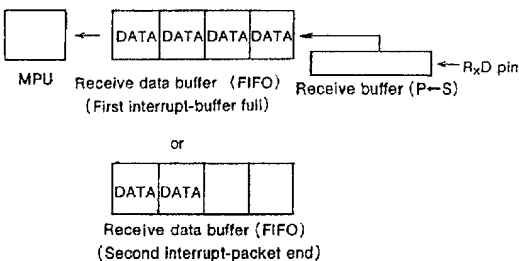 DATA DATA DATA DATA
MPU
RxD pin
Receive data buffer (FIFO)
(First interrupt-buffer full)
Receive buffer (P←S)
or
DATA DATA
Receive data buffer (FIFO)
(Second interrupt-packet end)